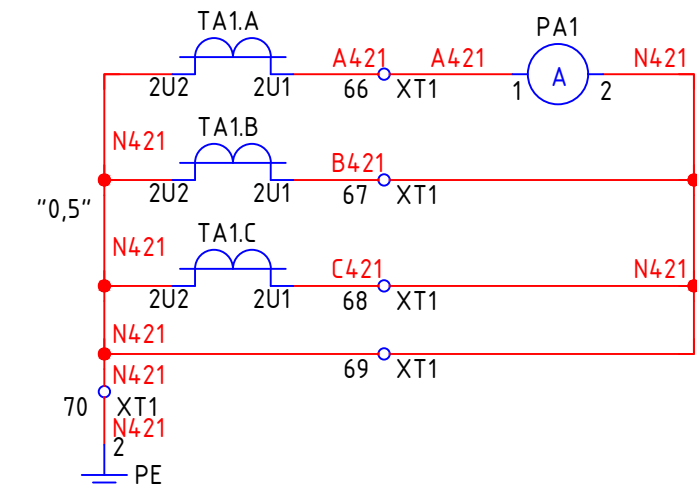 TA1.A PA1
A421 A421 N421
2U2 2U1 66 XT1 1 A 2
TA1.B
N421
B421
2U2 2U1 67 XT1
"0,5"
TA1.C
N421 C421 N421
2U2 2U1 68 XT1
N421
69 XT1
N421
70 XT1
N421
2
PE